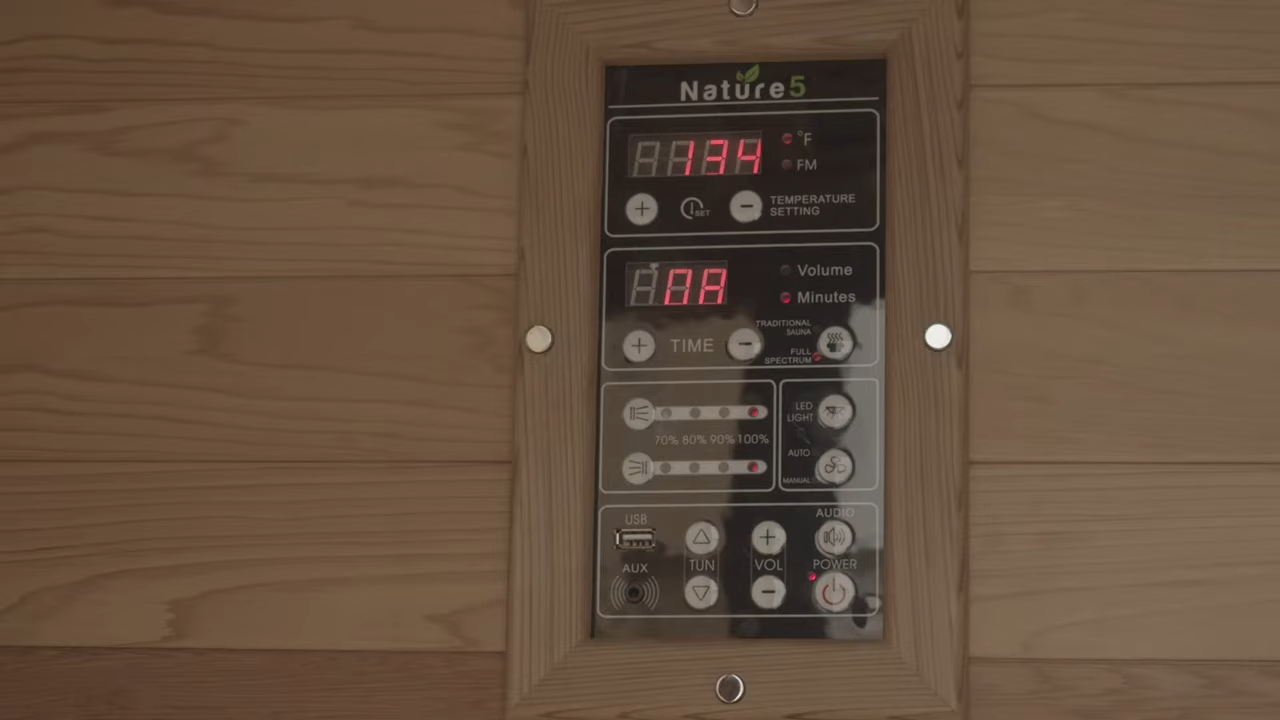 Nature5
134
°F
FM
+
SET
−
TEMPERATURE
SETTING
Volume
Minutes
+
TIME
−
TRADITIONAL
SAUNA
FULL
SPECTRUM
LED
LIGHT
70% 80% 90% 100%
AUTO
MANUAL
USB
AUX
TUN
+
VOL
−
AUDIO
POWER